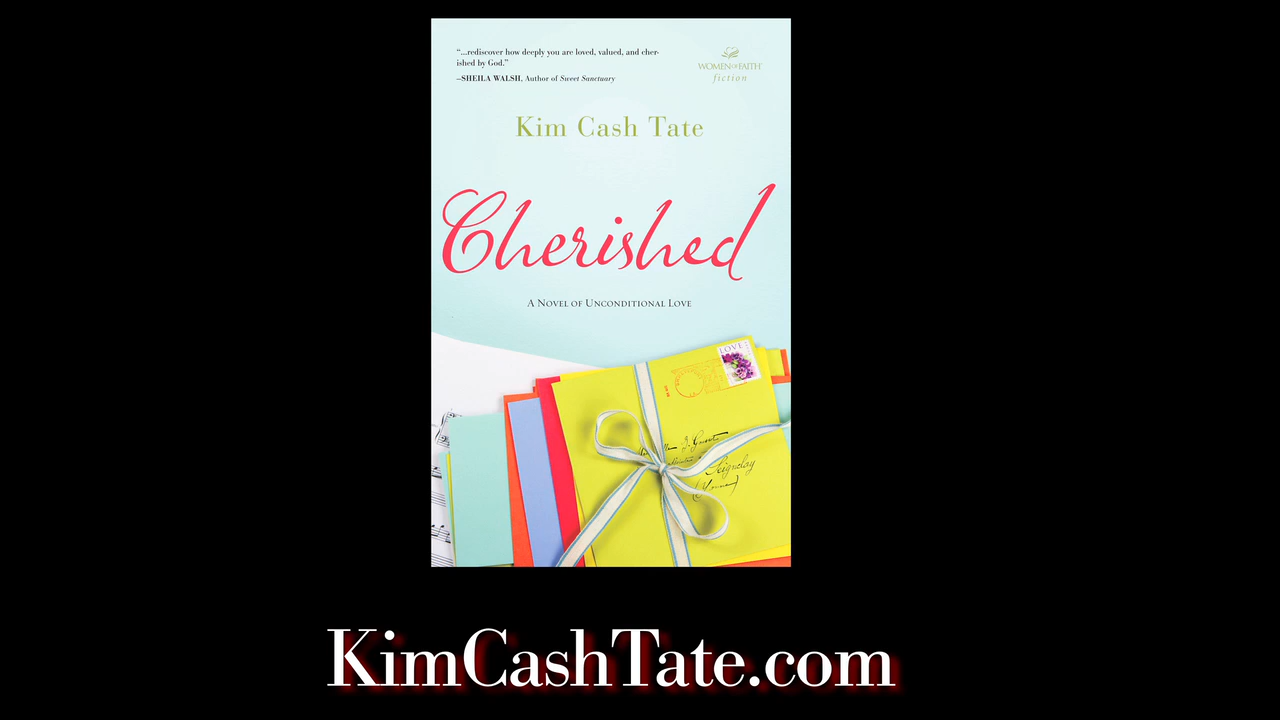 “...rediscover how deeply you are loved, valued, and cher-
ished by God.”
–SHEILA WALSH, Author of Sweet Sanctuary
WOMEN OF FAITH
fiction
Kim Cash Tate
Cherished
A NOVEL OF UNCONDITIONAL LOVE
LOVE
Seignelay
KimCashTate.com